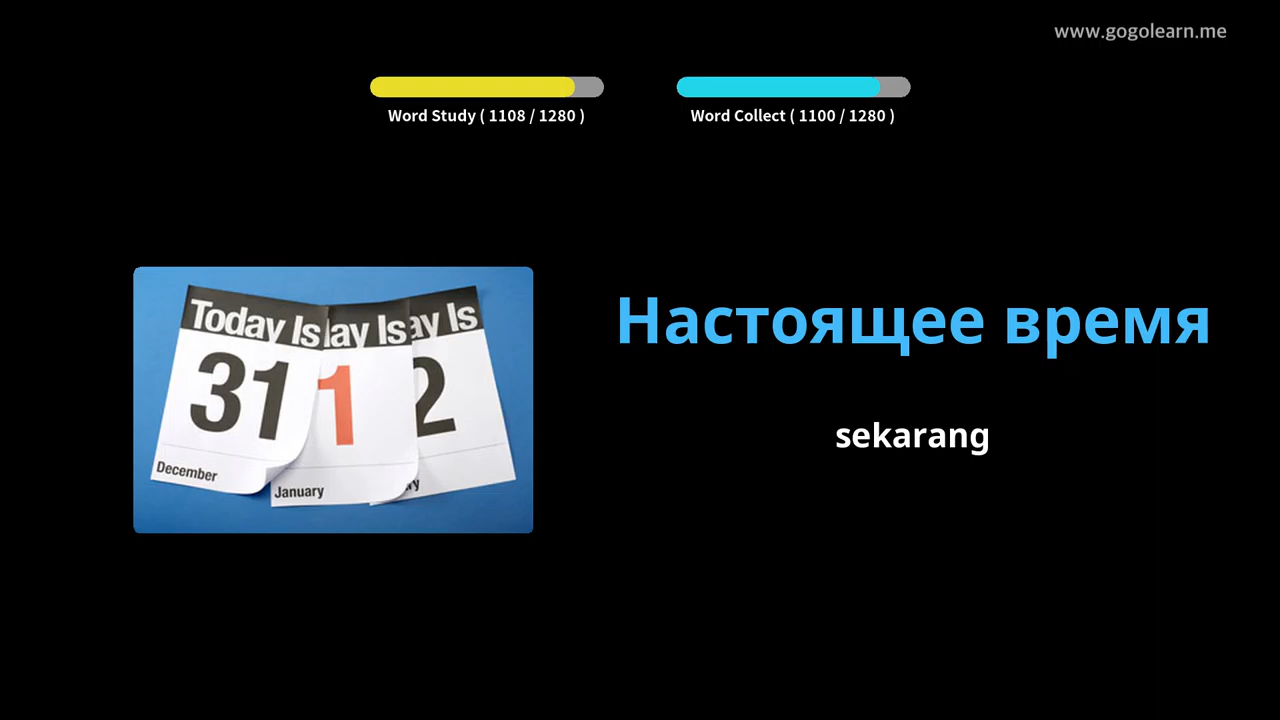 www.gogolearn.me
Word Study ( 1108 / 1280 )
Word Collect ( 1100 / 1280 )
Today Is
ay Is
ay Is
31
1
2
December
January
ry
Настоящее время
sekarang